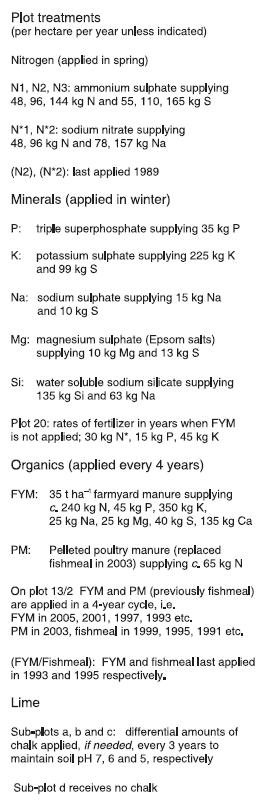 Plot treatments
(per hectare per year unless indicated)
Nitrogen (applied in spring)
N1, N2, N3: ammonium sulphate supplying
48, 96, 144 kg N and 55, 110, 165 kg S
N*1, N*2: sodium nitrate supplying
48, 96 kg N and 78, 157 kg Na
(N2), (N*2): last applied 1989
Minerals (applied in winter)
P: triple superphosphate supplying 35 kg P
K: potassium sulphate supplying 225 kg K
and 99 kg S
Na: sodium sulphate supplying 15 kg Na
and 10 kg S
Mg: magnesium sulphate (Epsom salts)
supplying 10 kg Mg and 13 kg S
Si: water soluble sodium silicate supplying
135 kg Si and 63 kg Na
Plot 20: rates of fertilizer in years when FYM
is not applied; 30 kg N*, 15 kg P, 45 kg K
Organics (applied every 4 years)
FYM: 35 t ha⁻¹ farmyard manure supplying
c. 240 kg N, 45 kg P, 350 kg K,
25 kg Na, 25 kg Mg, 40 kg S, 135 kg Ca
PM: Pelleted poultry manure (replaced
fishmeal in 2003) supplying c. 65 kg N
On plot 13/2 FYM and PM (previously fishmeal)
are applied in a 4-year cycle, i.e.
FYM in 2005, 2001, 1997, 1993 etc.
PM in 2003, fishmeal in 1999, 1995, 1991 etc.
(FYM/Fishmeal): FYM and fishmeal last applied
in 1993 and 1995 respectively.
Lime
Sub-plots a, b and c: differential amounts of
chalk applied, if needed, every 3 years to
maintain soil pH 7, 6 and 5, respectively
Sub-plot d receives no chalk